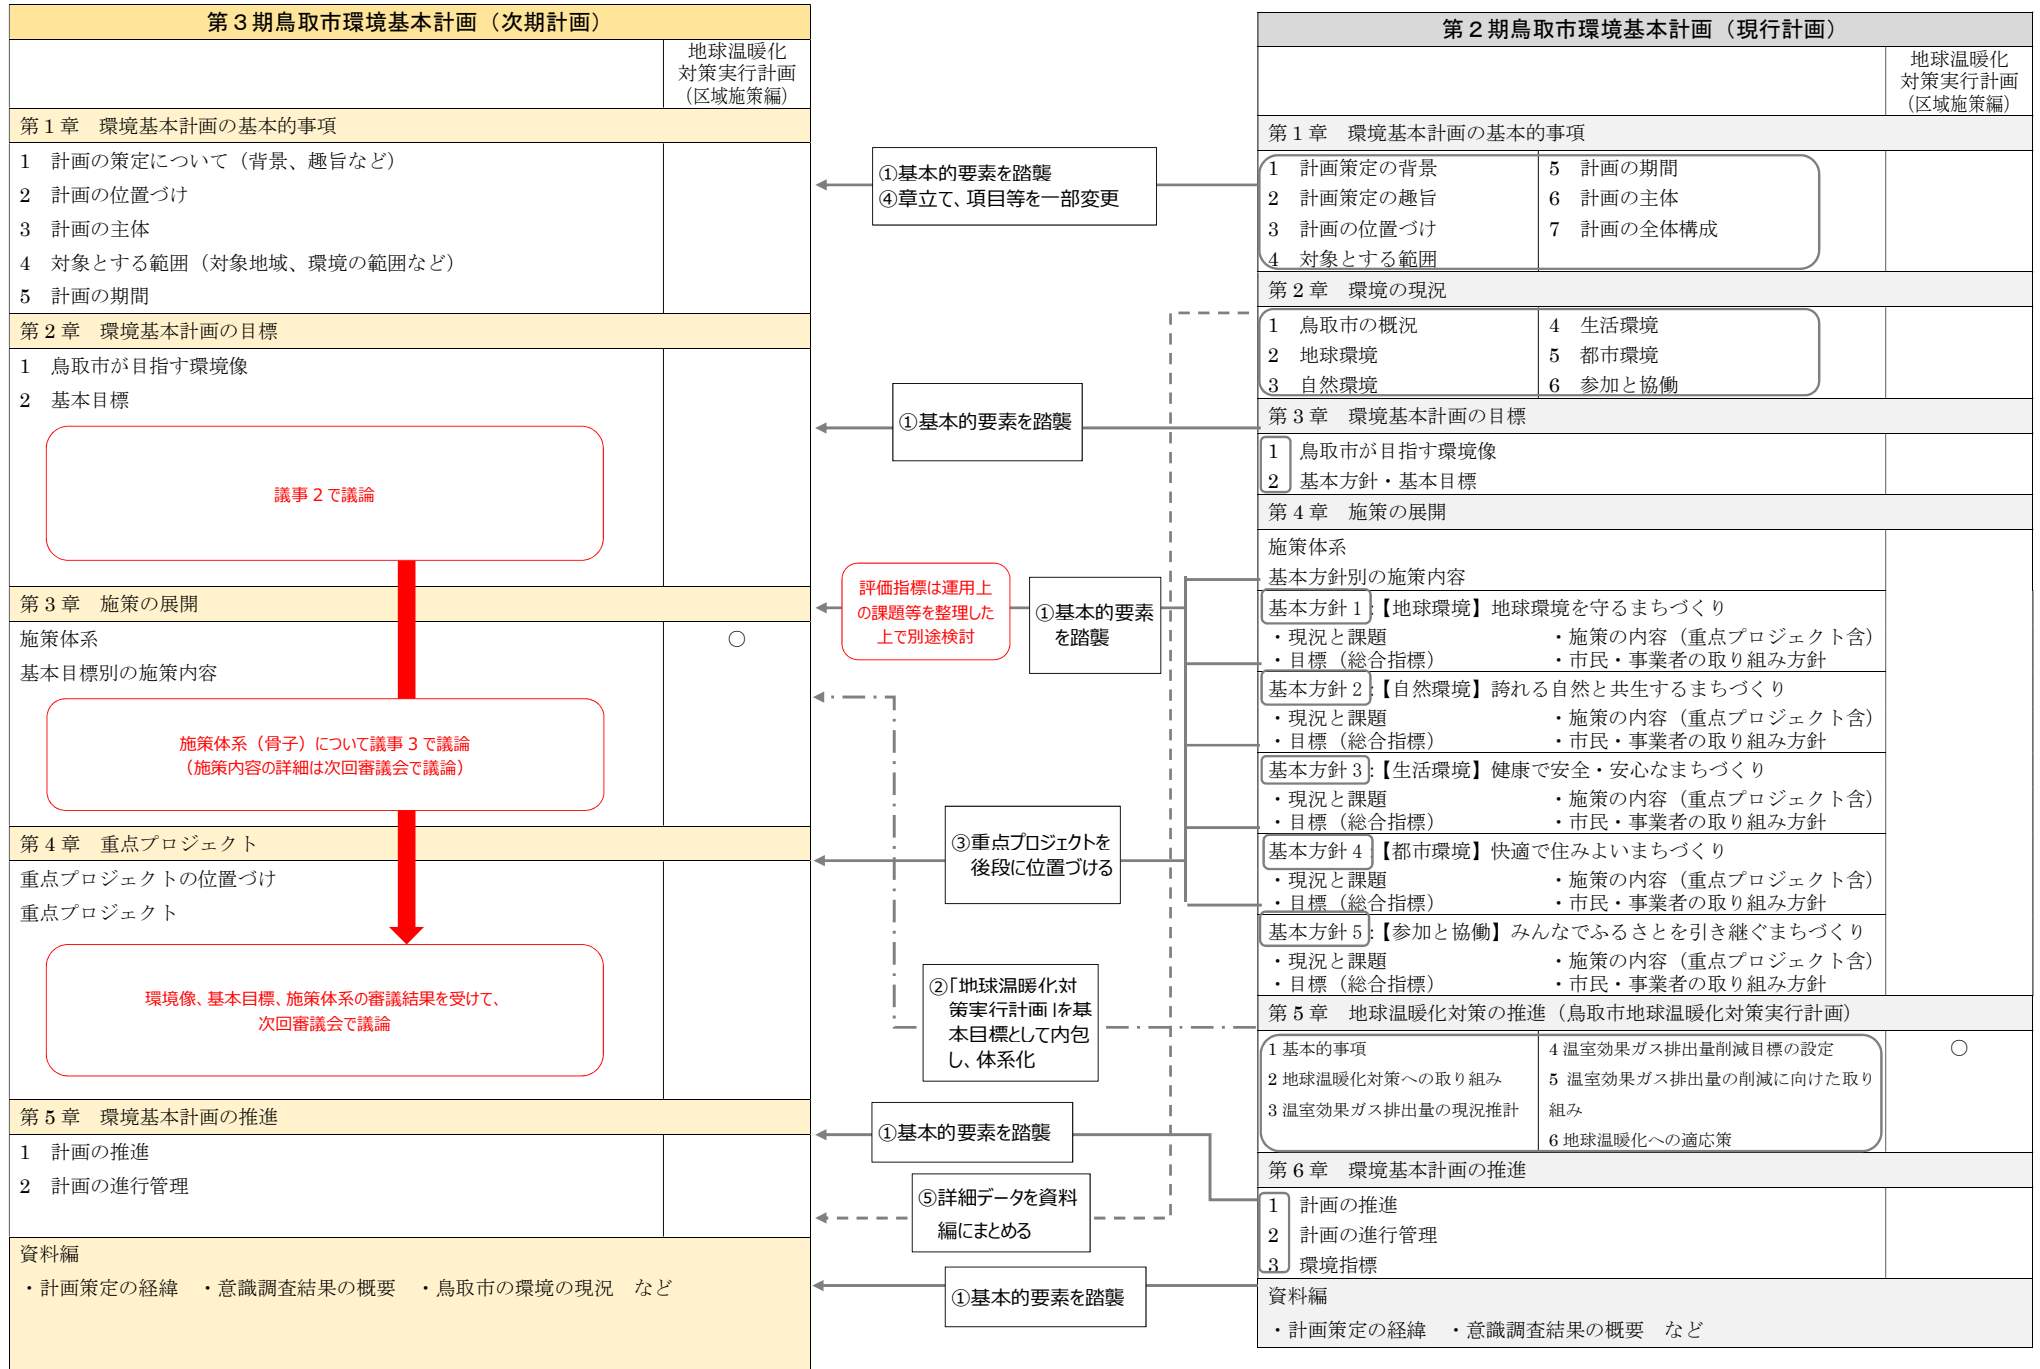 第３期鳥取市環境基本計画（次期計画）
地球温暖化
対策実行計画
（区域施策編）
第１章　環境基本計画の基本的事項
1　計画の策定について（背景、趣旨など）
2　計画の位置づけ
3　計画の主体
4　対象とする範囲（対象地域、環境の範囲など）
5　計画の期間
第２章　環境基本計画の目標
1　鳥取市が目指す環境像
2　基本目標
議事２で議論
第３章　施策の展開
施策体系
○
基本目標別の施策内容
施策体系（骨子）について議事３で議論
（施策内容の詳細は次回審議会で議論）
第４章　重点プロジェクト
重点プロジェクトの位置づけ
重点プロジェクト
環境像、基本目標、施策体系の審議結果を受けて、
次回審議会で議論
第５章　環境基本計画の推進
1　計画の推進
2　計画の進行管理
資料編
・計画策定の経緯　・意識調査結果の概要　・鳥取市の環境の現況　など
①基本的要素を踏襲
④章立て、項目等を一部変更
①基本的要素を踏襲
評価指標は運用上
の課題等を整理した
上で別途検討
①基本的要素
を踏襲
③重点プロジェクトを
後段に位置づける
②「地球温暖化対
策実行計画」を基
本目標として内包
し、体系化
①基本的要素を踏襲
⑤詳細データを資料
編にまとめる
①基本的要素を踏襲
第２期鳥取市環境基本計画（現行計画）
地球温暖化
対策実行計画
（区域施策編）
第１章　環境基本計画の基本的事項
1　計画策定の背景
2　計画策定の趣旨
3　計画の位置づけ
4　対象とする範囲
5　計画の期間
6　計画の主体
7　計画の全体構成
第２章　環境の現況
1　鳥取市の概況
2　地球環境
3　自然環境
4　生活環境
5　都市環境
6　参加と協働
第３章　環境基本計画の目標
1　鳥取市が目指す環境像
2　基本方針・基本目標
第４章　施策の展開
施策体系
基本方針別の施策内容
基本方針１:【地球環境】地球環境を守るまちづくり
・現況と課題　・施策の内容（重点プロジェクト含）
・目標（総合指標）　・市民・事業者の取り組み方針
基本方針２:【自然環境】誇れる自然と共生するまちづくり
・現況と課題　・施策の内容（重点プロジェクト含）
・目標（総合指標）　・市民・事業者の取り組み方針
基本方針３:【生活環境】健康で安全・安心なまちづくり
・現況と課題　・施策の内容（重点プロジェクト含）
・目標（総合指標）　・市民・事業者の取り組み方針
基本方針４:【都市環境】快適で住みよいまちづくり
・現況と課題　・施策の内容（重点プロジェクト含）
・目標（総合指標）　・市民・事業者の取り組み方針
基本方針５:【参加と協働】みんなでふるさとを引き継ぐまちづくり
・現況と課題　・施策の内容（重点プロジェクト含）
・目標（総合指標）　・市民・事業者の取り組み方針
第５章　地球温暖化対策の推進（鳥取市地球温暖化対策実行計画）
1 基本的事項
2 地球温暖化対策への取り組み
3 温室効果ガス排出量の現況推計
4 温室効果ガス排出量削減目標の設定
5 温室効果ガス排出量の削減に向けた取り
組み
6 地球温暖化への適応策
○
第６章　環境基本計画の推進
1　計画の推進
2　計画の進行管理
3　環境指標
資料編
・計画策定の経緯　・意識調査結果の概要　など